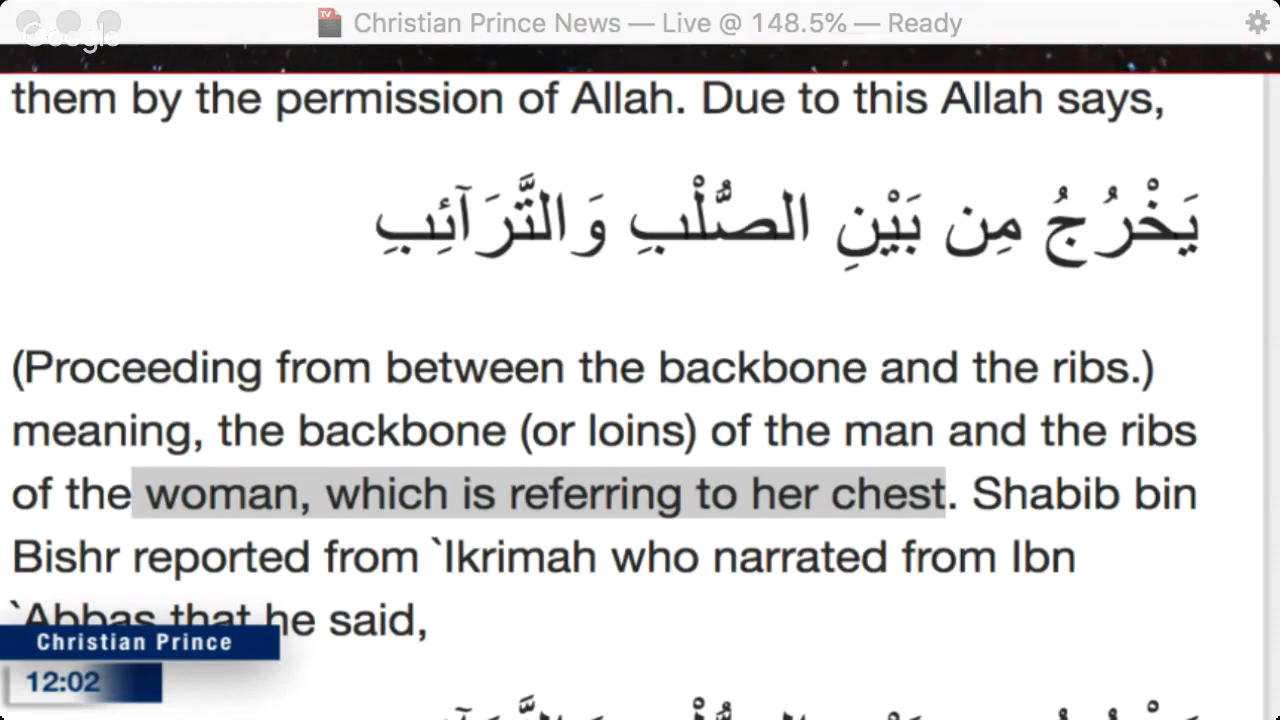 Christian Prince News — Live @ 148.5% — Ready
Google
them by the permission of Allah. Due to this Allah says,
يَخْرُجُ مِن بَيْنِ الصُّلْبِ وَالتَّرَآئِبِ
(Proceeding from between the backbone and the ribs.)
meaning, the backbone (or loins) of the man and the ribs
of the woman, which is referring to her chest. Shabib bin
Bishr reported from `Ikrimah who narrated from Ibn
`Abbas that he said,
Christian Prince
12:02